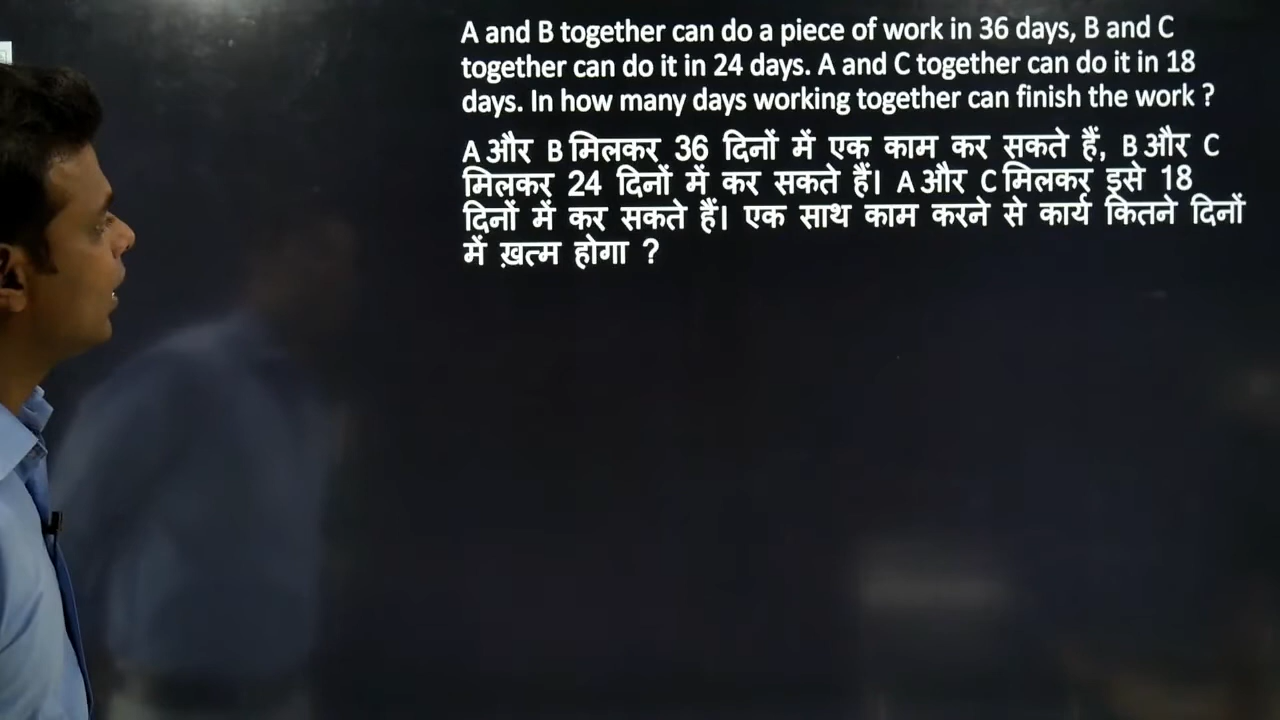 A and B together can do a piece of work in 36 days, B and C
together can do it in 24 days. A and C together can do it in 18
days. In how many days working together can finish the work ?
A और B मिलकर 36 दिनों में एक काम कर सकते हैं, B और C
मिलकर 24 दिनों में कर सकते हैं। A और C मिलकर इसे 18
दिनों में कर सकते हैं। एक साथ काम करने से कार्य कितने दिनों
में ख़त्म होगा ?